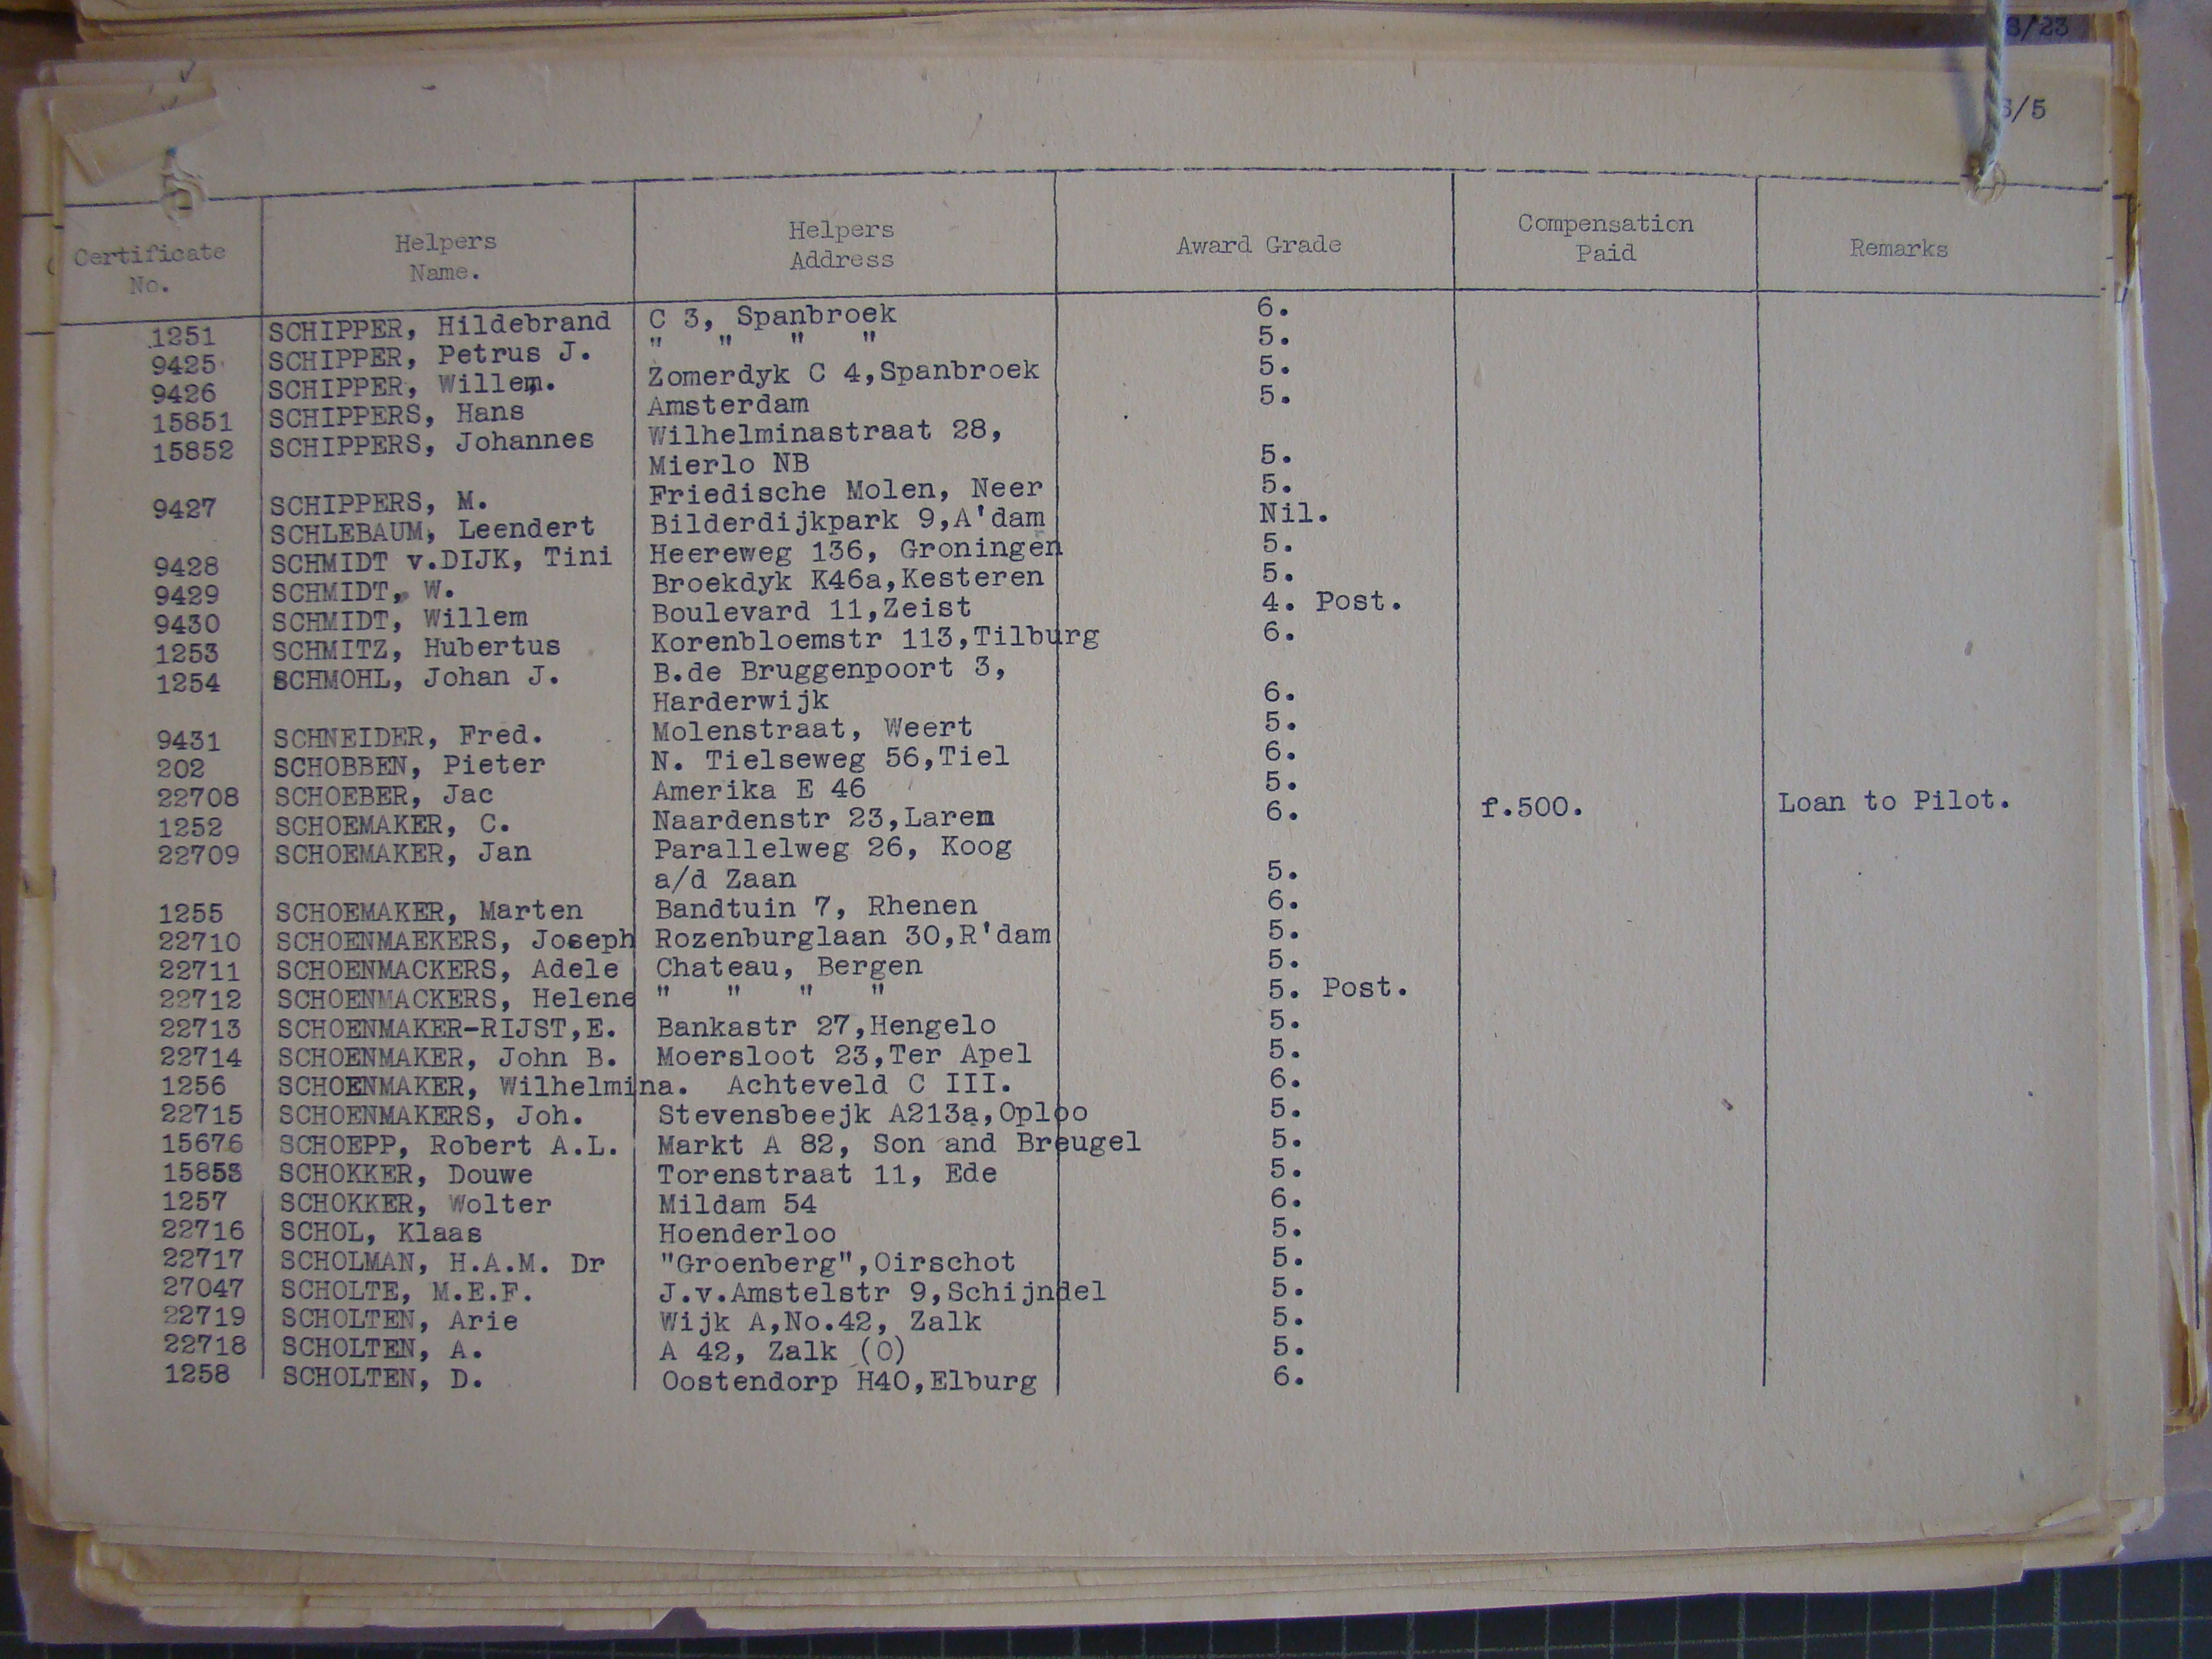 8/23
S/5
Certificate No. Helpers Name. Helpers Address Award Grade Compensation Paid Remarks
1251 SCHIPPER, Hildebrand C 3, Spanbroek 6.
9425 SCHIPPER, Petrus J. " " " " 5.
9426 SCHIPPER, Willem. Zomerdyk C 4,Spanbroek 5.
15851 SCHIPPERS, Hans Amsterdam 5.
15852 SCHIPPERS, Johannes Wilhelminastraat 28,
Mierlo NB 5.
9427 SCHIPPERS, M. Friedische Molen, Neer 5.
SCHLEBAUM, Leendert Bilderdijkpark 9,A'dam Nil.
9428 SCHMIDT v.DIJK, Tini Heereweg 136, Groningen 5.
9429 SCHMIDT, W. Broekdyk K46a,Kesteren 5.
9430 SCHMIDT, Willem Boulevard 11,Zeist 4. Post.
1253 SCHMITZ, Hubertus Korenbloemstr 113,Tilburg 6.
1254 SCHMOHL, Johan J. B.de Bruggenpoort 3,
Harderwijk 6.
9431 SCHNEIDER, Fred. Molenstraat, Weert 5.
202 SCHOBBEN, Pieter N. Tielseweg 56,Tiel 6.
22708 SCHOEBER, Jac Amerika E 46 5.
1252 SCHOEMAKER, C. Naardenstr 23,Laren 6. f.500. Loan to Pilot.
22709 SCHOEMAKER, Jan Parallelweg 26, Koog
a/d Zaan 5.
1255 SCHOEMAKER, Marten Bandtuin 7, Rhenen 6.
22710 SCHOENMAEKERS, Joseph Rozenburglaan 30,R'dam 5.
22711 SCHOENMACKERS, Adele Chateau, Bergen 5.
22712 SCHOENMACKERS, Helene " " " " 5. Post.
22713 SCHOENMAKER-RIJST,E. Bankastr 27,Hengelo 5.
22714 SCHOENMAKER, John B. Moersloot 23,Ter Apel 5.
1256 SCHOENMAKER, Wilhelmina. Achteveld C III. 6.
22715 SCHOENMAKERS, Joh. Stevensbeejk A213a,Oploo 5.
15676 SCHOEPP, Robert A.L. Markt A 82, Son and Breugel 5.
15853 SCHOKKER, Douwe Torenstraat 11, Ede 5.
1257 SCHOKKER, Wolter Mildam 54 6.
22716 SCHOL, Klaas Hoenderloo 5.
22717 SCHOLMAN, H.A.M. Dr "Groenberg",Oirschot 5.
27047 SCHOLTE, M.E.F. J.v.Amstelstr 9,Schijndel 5.
22719 SCHOLTEN, Arie Wijk A,No.42, Zalk 5.
22718 SCHOLTEN, A. A 42, Zalk (O) 5.
1258 SCHOLTEN, D. Oostendorp H40,Elburg 6.